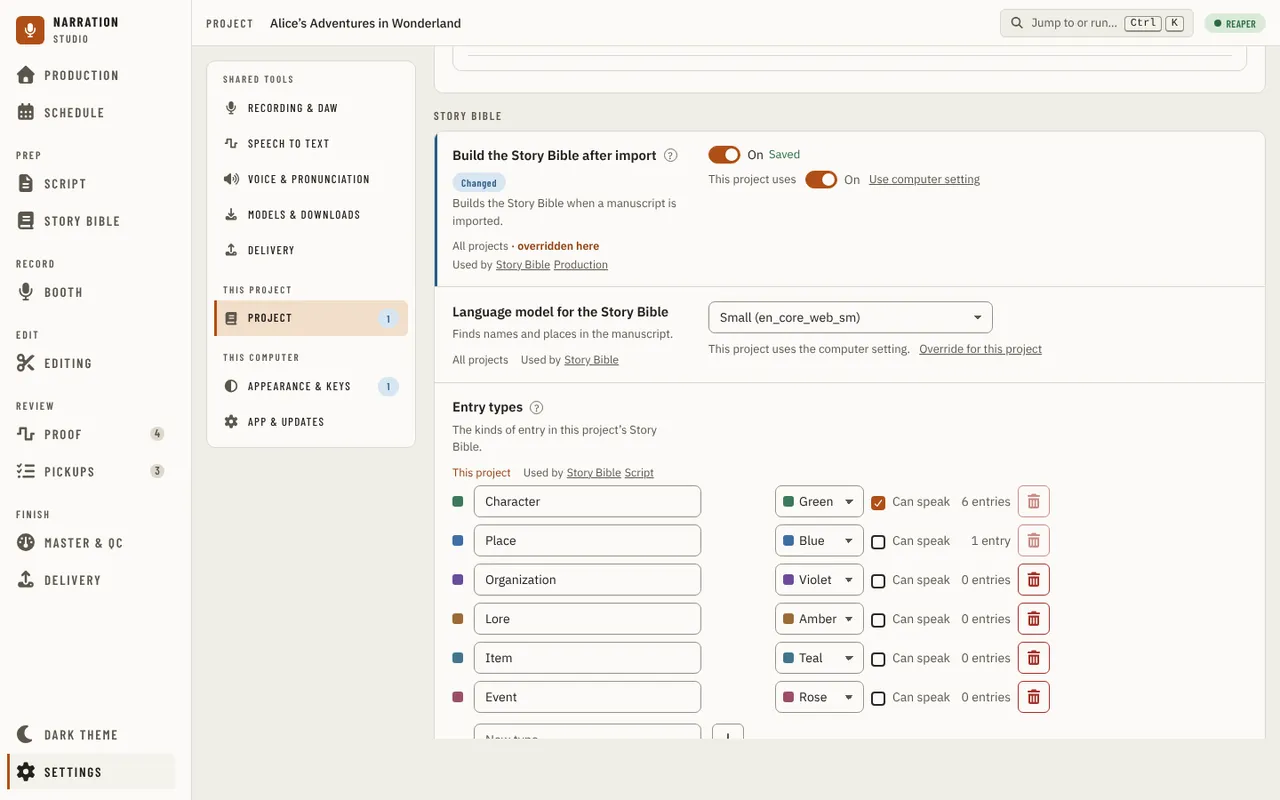 NARRATION
STUDIO
PRODUCTION
SCHEDULE
PREP
SCRIPT
STORY BIBLE
RECORD
BOOTH
EDIT
EDITING
REVIEW
PROOF 4
PICKUPS 3
FINISH
MASTER & QC
DELIVERY
DARK THEME
SETTINGS
PROJECT Alice's Adventures in Wonderland
Jump to or run... Ctrl K
REAPER
SHARED TOOLS
RECORDING & DAW
SPEECH TO TEXT
VOICE & PRONUNCIATION
MODELS & DOWNLOADS
DELIVERY
THIS PROJECT
PROJECT 1
THIS COMPUTER
APPEARANCE & KEYS 1
APP & UPDATES
STORY BIBLE
Build the Story Bible after import ?
Changed
Builds the Story Bible when a manuscript is
imported.
All projects · overridden here
Used by Story Bible Production
On Saved
This project uses On Use computer setting
Language model for the Story Bible
Finds names and places in the manuscript.
All projects Used by Story Bible
Small (en_core_web_sm)
This project uses the computer setting. Override for this project
Entry types ?
The kinds of entry in this project's Story
Bible.
This project Used by Story Bible Script
Character Green Can speak 6 entries
Place Blue Can speak 1 entry
Organization Violet Can speak 0 entries
Lore Amber Can speak 0 entries
Item Teal Can speak 0 entries
Event Rose Can speak 0 entries
New type